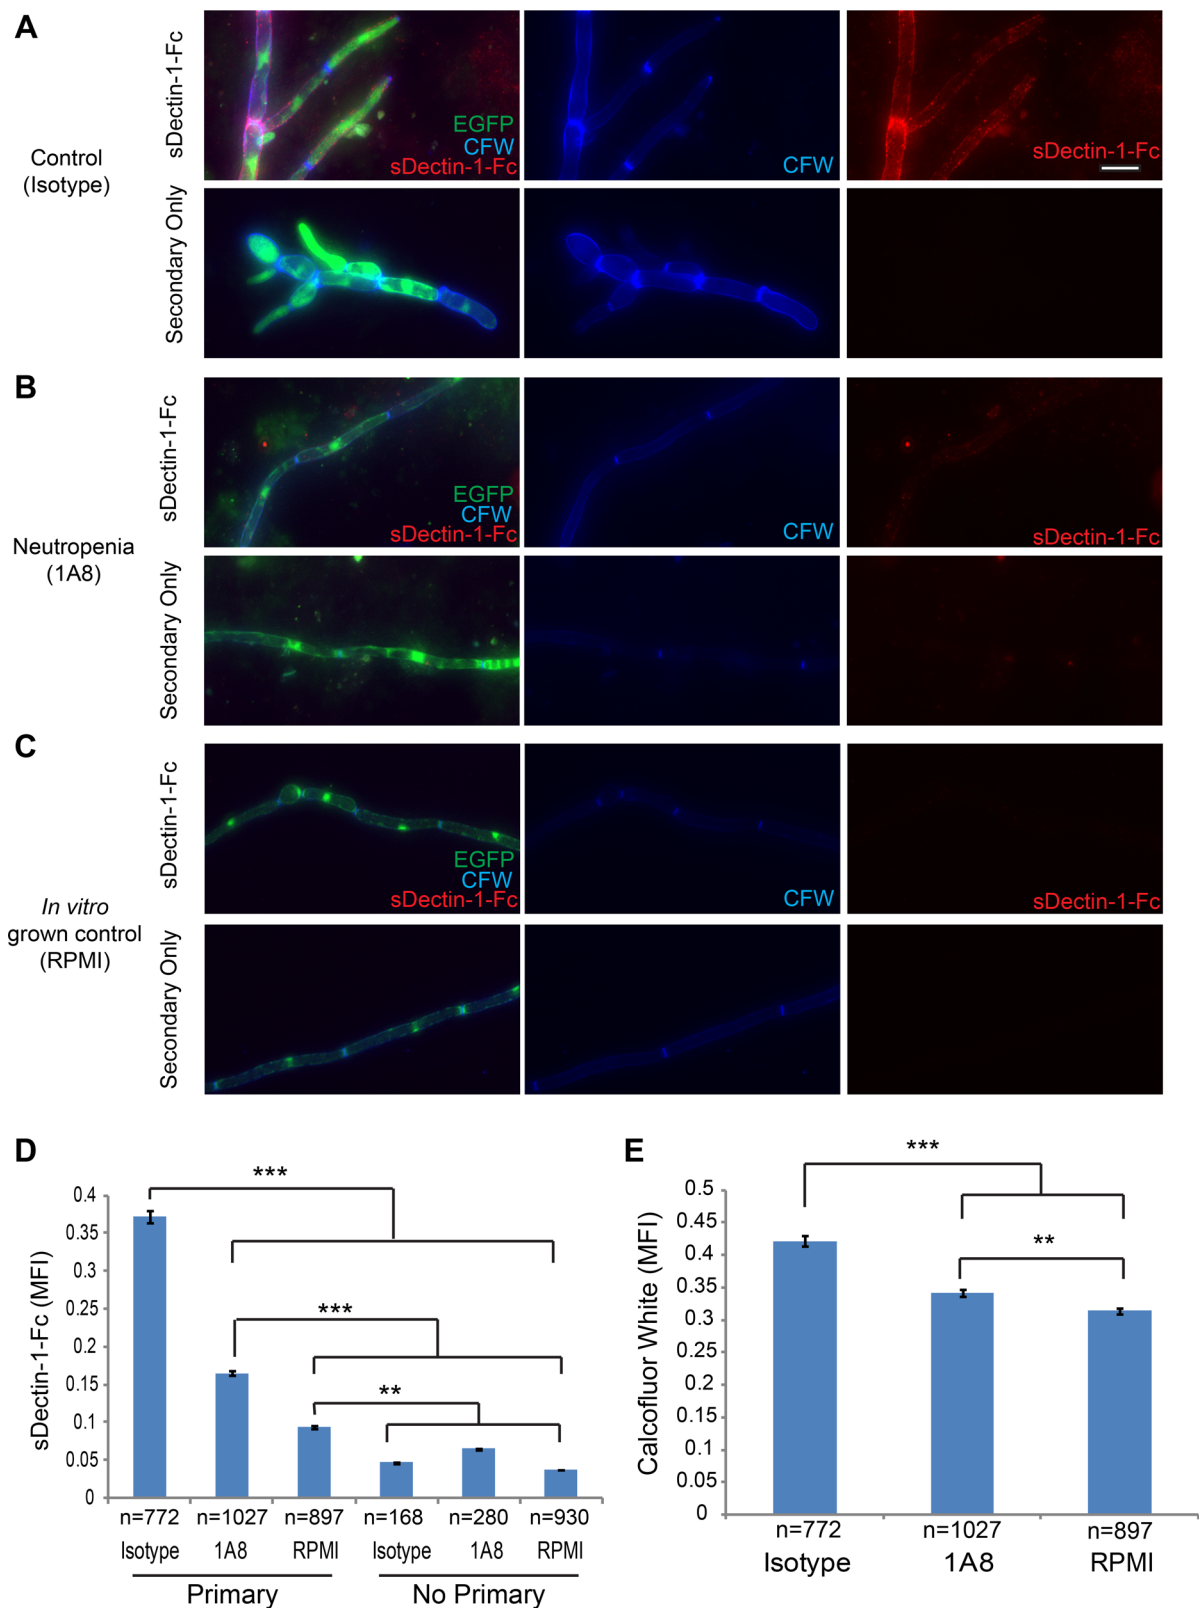 A
Control
(Isotype)
sDectin-1-Fc
EGFP
CFW
sDectin-1-Fc
CFW
sDectin-1-Fc
Secondary Only
B
Neutropenia
(1A8)
sDectin-1-Fc
EGFP
CFW
sDectin-1-Fc
CFW
sDectin-1-Fc
Secondary Only
C
In vitro
grown control
(RPMI)
sDectin-1-Fc
EGFP
CFW
sDectin-1-Fc
CFW
sDectin-1-Fc
Secondary Only
D
sDectin-1-Fc (MFI)
0.4
0.35
0.3
0.25
0.2
0.15
0.1
0.05
0
***
***
**
n=772 n=1027 n=897 n=168 n=280 n=930
Isotype 1A8 RPMI Isotype 1A8 RPMI
Primary No Primary
E
Calcofluor White (MFI)
0.5
0.45
0.4
0.35
0.3
0.25
0.2
0.15
0.1
0.05
0
***
**
n=772 n=1027 n=897
Isotype 1A8 RPMI